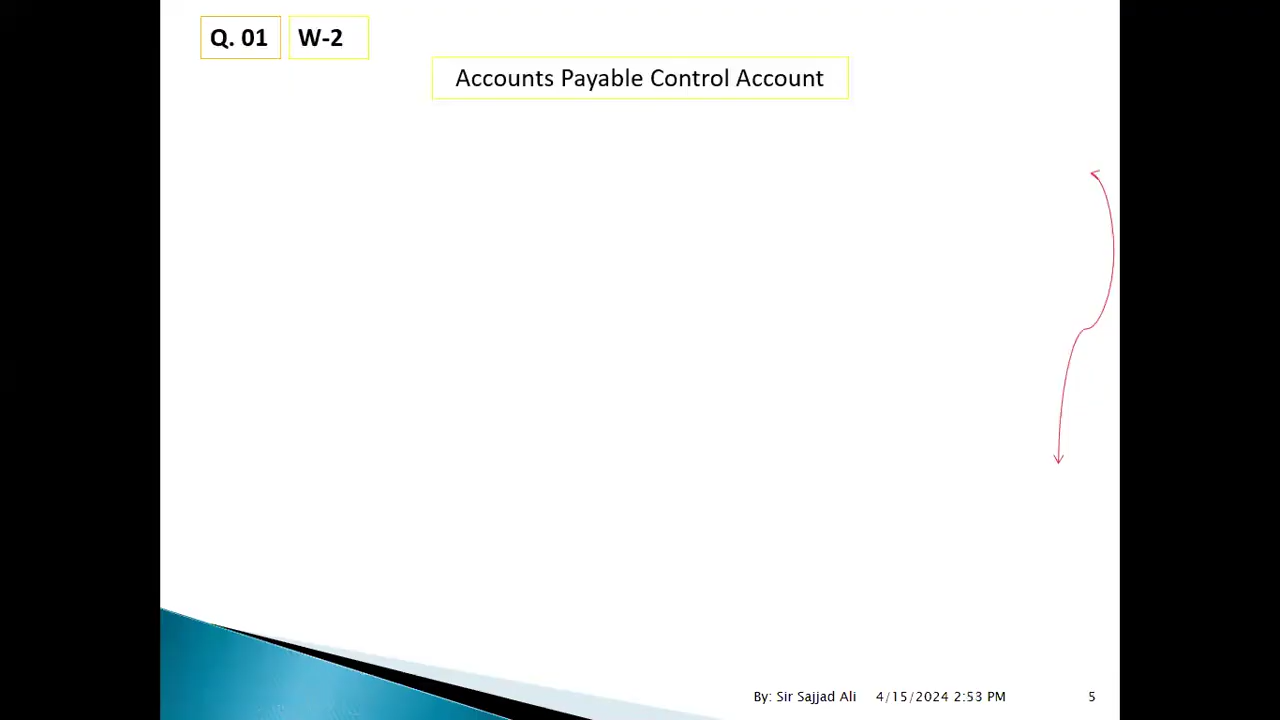 Q. 01 W-2
Accounts Payable Control Account
By: Sir Sajjad Ali 4/15/2024 2:53 PM 5